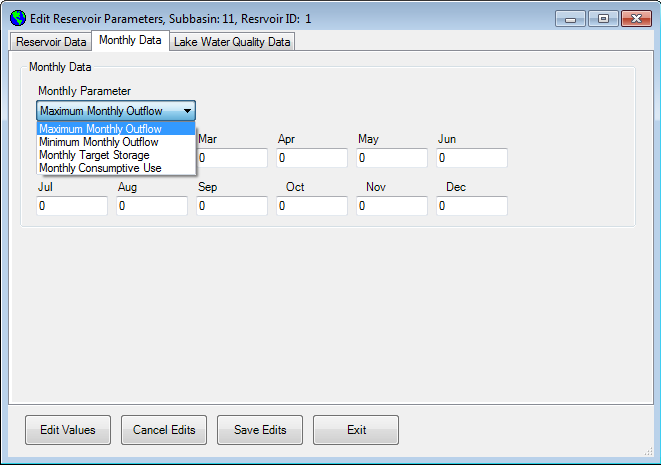 Edit Reservoir Parameters, Subbasin: 11, Resrvoir ID: 1
Reservoir Data Monthly Data Lake Water Quality Data
Monthly Data
Monthly Parameter
Maximum Monthly Outflow
Maximum Monthly Outflow
Minimum Monthly Outflow
Monthly Target Storage
Monthly Consumptive Use
Mar Apr May Jun
0 0 0 0
Jul Aug Sep Oct Nov Dec
0 0 0 0 0 0
Edit Values Cancel Edits Save Edits Exit